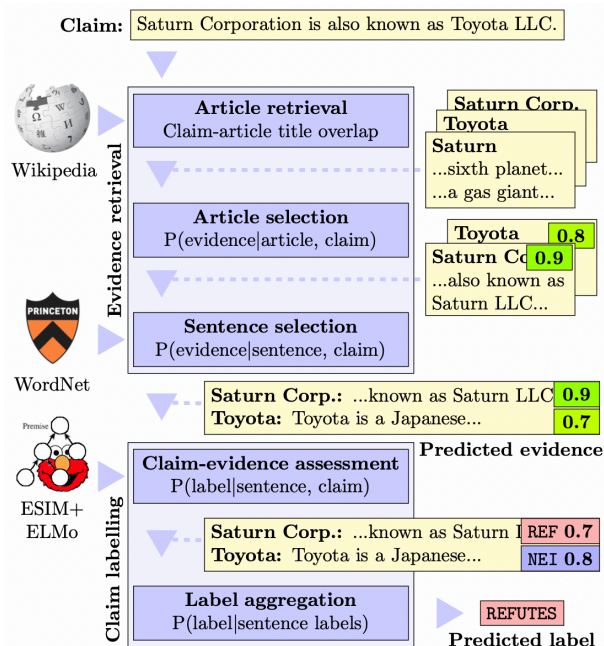 Claim: Saturn Corporation is also known as Toyota LLC.
Wikipedia
Evidence retrieval
Article retrieval
Claim-article title overlap
Saturn Corp.
Toyota
Saturn
...sixth planet...
...a gas giant...
Article selection
P(evidence|article, claim)
Toyota 0.8
Saturn Co 0.9
...also known as
Saturn LLC...
PRINCETON
WordNet
Sentence selection
P(evidence|sentence, claim)
Saturn Corp.: ...known as Saturn LLC 0.9
Toyota: Toyota is a Japanese... 0.7
Predicted evidence
Premise
ESIM+
ELMo
Claim labelling
Claim-evidence assessment
P(label|sentence, claim)
Saturn Corp.: ...known as Saturn REF 0.7
Toyota: Toyota is a Japanese... NEI 0.8
Label aggregation
P(label|sentence labels)
REFUTES
Predicted label